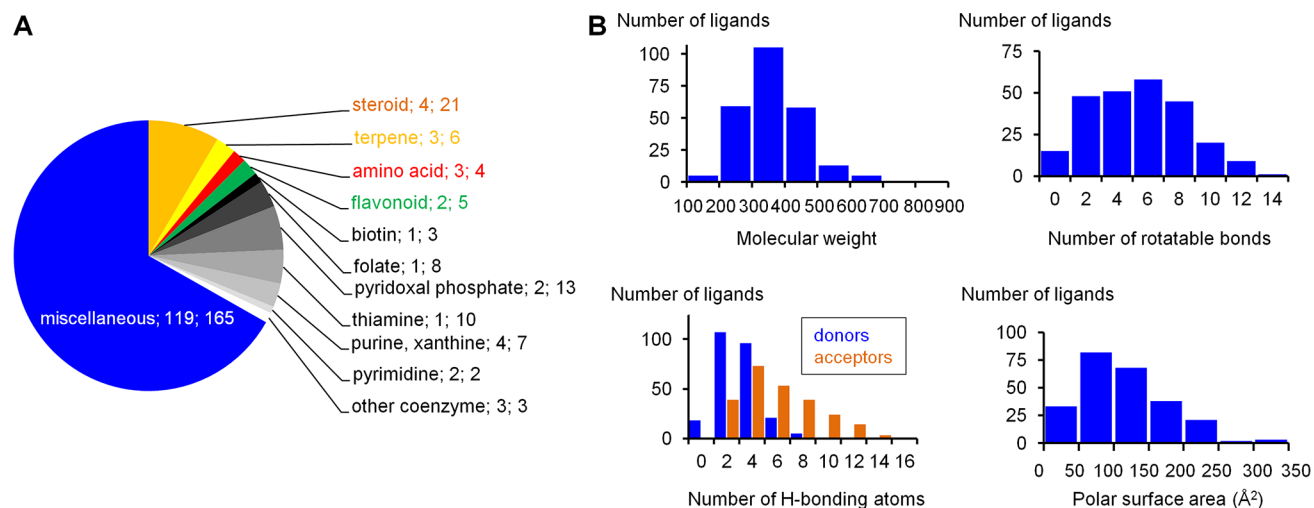 A
steroid; 4; 21
terpene; 3; 6
amino acid; 3; 4
flavonoid; 2; 5
biotin; 1; 3
folate; 1; 8
pyridoxal phosphate; 2; 13
thiamine; 1; 10
purine, xanthine; 4; 7
pyrimidine; 2; 2
other coenzyme; 3; 3
miscellaneous; 119; 165
B
Number of ligands
100
75
50
25
0
100 200 300 400 500 600 700 800 900
Molecular weight
Number of ligands
75
50
25
0
0 2 4 6 8 10 12 14
Number of rotatable bonds
Number of ligands
100
50
0
donors
acceptors
0 2 4 6 8 10 12 14 16
Number of H-bonding atoms
Number of ligands
100
75
50
25
0
0 50 100 150 200 250 300 350
Polar surface area (Å²)